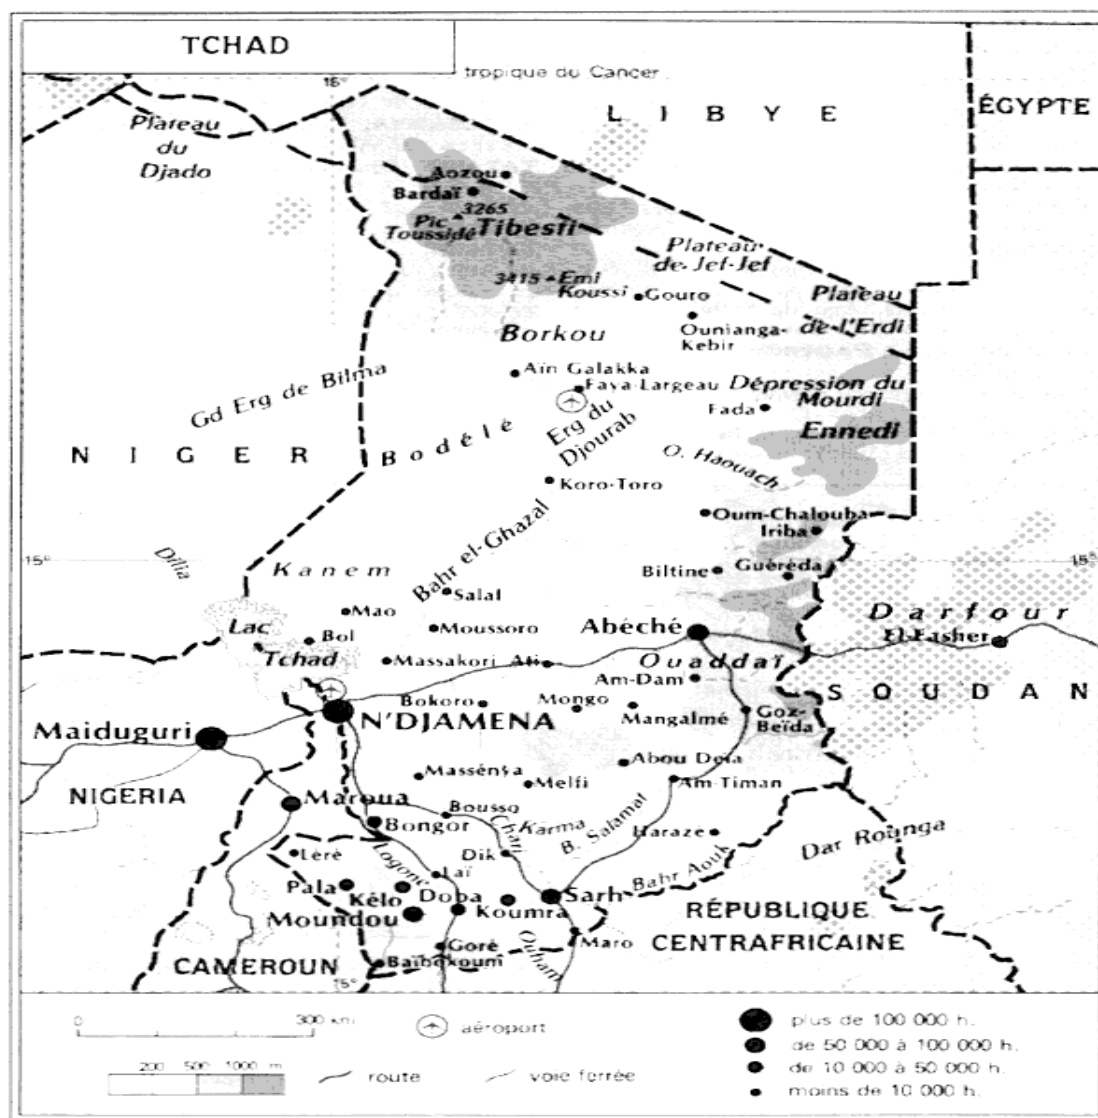 TCHAD
tropique du Cancer
15°
LIBYE
ÉGYPTE
Plateau
du
Djado
Aozou
Bardaï
3265
Pic
Toussidé
Tibesti
Plateau
de Jef-Jef
3415 Emi
Koussi
Gouro
Plateau
de l'Erdi
Ounianga-
Kebir
Borkou
Aïn Galakka
Faya-Largeau
Dépression du
Mourdi
Gd Erg de Bilma
Fada
Ennedi
Erg du
Djourab
NIGER
Bodélé
O. Haouach
Koro-Toro
Oum-Chalouba
Iriba
Bahr el-Ghazal
15°
Dilia
Kanem
Biltine
Guéréda
15°
Salal
Mao
Darfour
Lac
Tchad
Bol
Moussoro
Abéché
El-Fasher
Massakori
Ati
Ouaddaï
Am-Dam
SOUDAN
Bokoro
Mongo
N'DJAMENA
Mangalmé
Goz-
Beïda
Maiduguri
Abou Deïa
Massénya
Melfi
Am-Timan
NIGERIA
Maroua
Bousso
Chari
Karma
B. Salamat
Bongor
Haraze
Dar Rounga
Léré
Logone
Dik
Bahr Aouk
Laï
Pala
Kélo
Doba
Sarh
Koumra
Moundou
RÉPUBLIQUE
CENTRAFRICAINE
Maro
Goré
Ouham
CAMEROUN
Baïbokoum
15°
0
300 km
aéroport
plus de 100 000 h.
de 50 000 à 100 000 h.
de 10 000 à 50 000 h.
moins de 10 000 h.
200 500 1000 m
route
voie ferrée